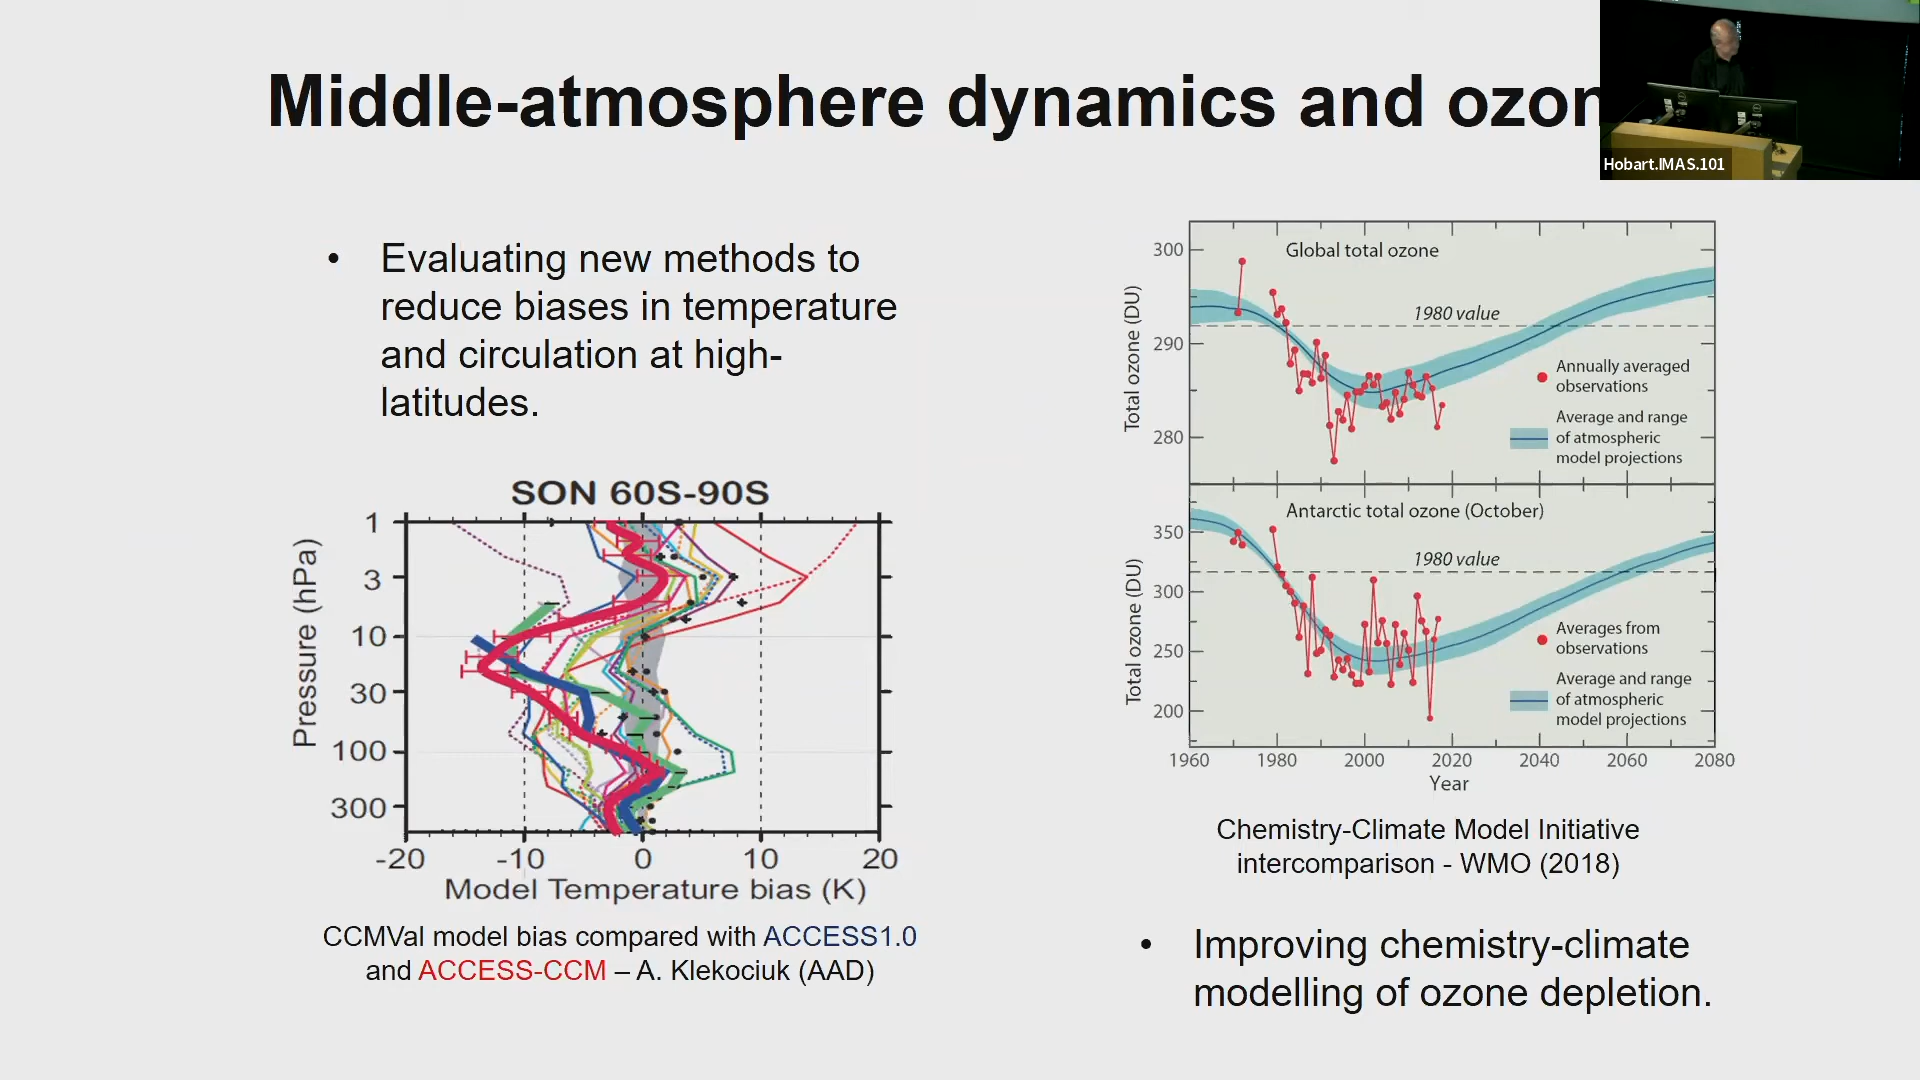 Middle-atmosphere dynamics and ozon
Hobart.IMAS.101
• Evaluating new methods to
reduce biases in temperature
and circulation at high-
latitudes.
SON 60S-90S
Pressure (hPa)
1
3
10
30
100
300
-20 -10 0 10 20
Model Temperature bias (K)
CCMVal model bias compared with ACCESS1.0
and ACCESS-CCM – A. Klekociuk (AAD)
Global total ozone
Total ozone (DU)
300
290
280
1980 value
Annually averaged
observations
Average and range
of atmospheric
model projections
Antarctic total ozone (October)
Total ozone (DU)
350
300
250
200
1980 value
Averages from
observations
Average and range
of atmospheric
model projections
1960 1980 2000 2020 2040 2060 2080
Year
Chemistry-Climate Model Initiative
intercomparison - WMO (2018)
• Improving chemistry-climate
modelling of ozone depletion.